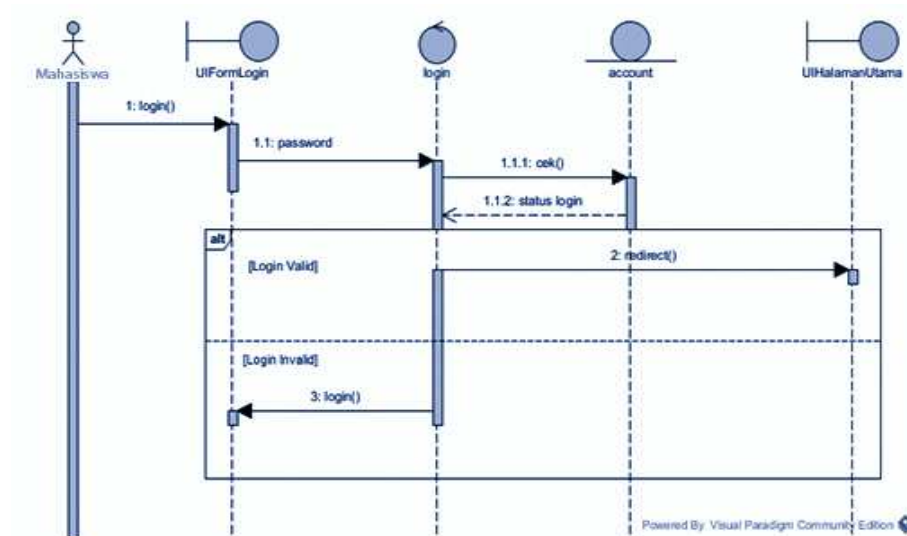 Mahasiswa
UIFormLogin
login
account
UIHalamanUtama
1: login()
1.1: password
1.1.1: cek()
1.1.2: status login
alt
[Login Valid]
2: redirect()
[Login Invalid]
3: login()
Powered By Visual Paradigm Community Edition